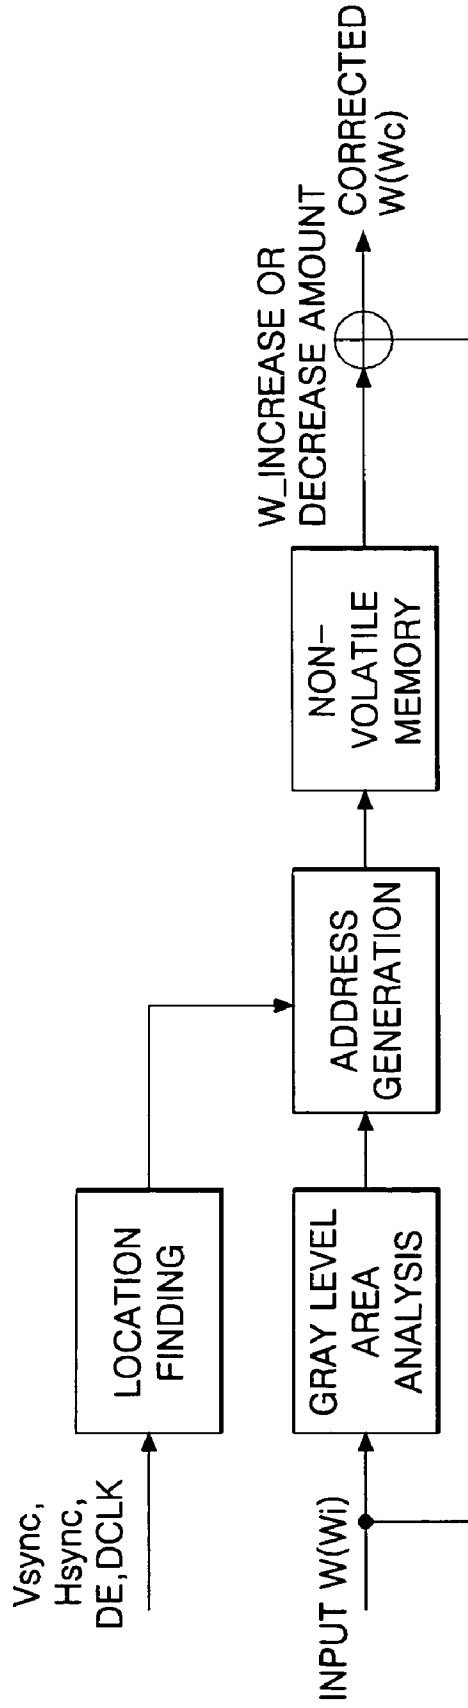 Vsync,
Hsync,
DE,DCLK
LOCATION
FINDING
INPUT W(Wi)
GRAY LEVEL
AREA
ANALYSIS
ADDRESS
GENERATION
NON-
VOLATILE
MEMORY
W_INCREASE OR
DECREASE AMOUNT
CORRECTED
W(Wc)